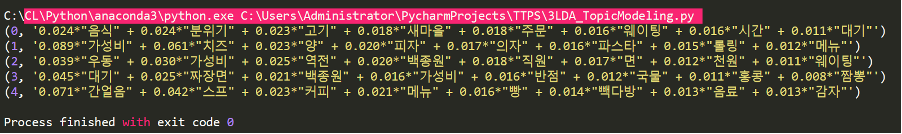 C:\CL\Python\anaconda3\python.exe C:\Users\Administrator\PycharmProjects\TTPS\3LDA_TopicModeling.py
(0, '0.024*"음식" + 0.024*"분위기" + 0.023*"고기" + 0.018*"새마을" + 0.018*"주문" + 0.016*"웨이팅" + 0.016*"시간" + 0.011*"대기"')
(1, '0.089*"가성비" + 0.061*"치즈" + 0.023*"양" + 0.020*"피자" + 0.017*"의자" + 0.016*"파스타" + 0.015*"롤링" + 0.012*"메뉴"')
(2, '0.039*"우동" + 0.030*"가성비" + 0.025*"역전" + 0.020*"백종원" + 0.018*"직원" + 0.017*"면" + 0.012*"천원" + 0.011*"웨이팅"')
(3, '0.045*"대기" + 0.025*"짜장면" + 0.021*"백종원" + 0.016*"가성비" + 0.016*"반점" + 0.012*"국물" + 0.011*"홍콩" + 0.008*"짬뽕"')
(4, '0.071*"간얼음" + 0.042*"스프" + 0.023*"커피" + 0.021*"메뉴" + 0.016*"빵" + 0.014*"빽다방" + 0.013*"음료" + 0.013*"감자"')
Process finished with exit code 0